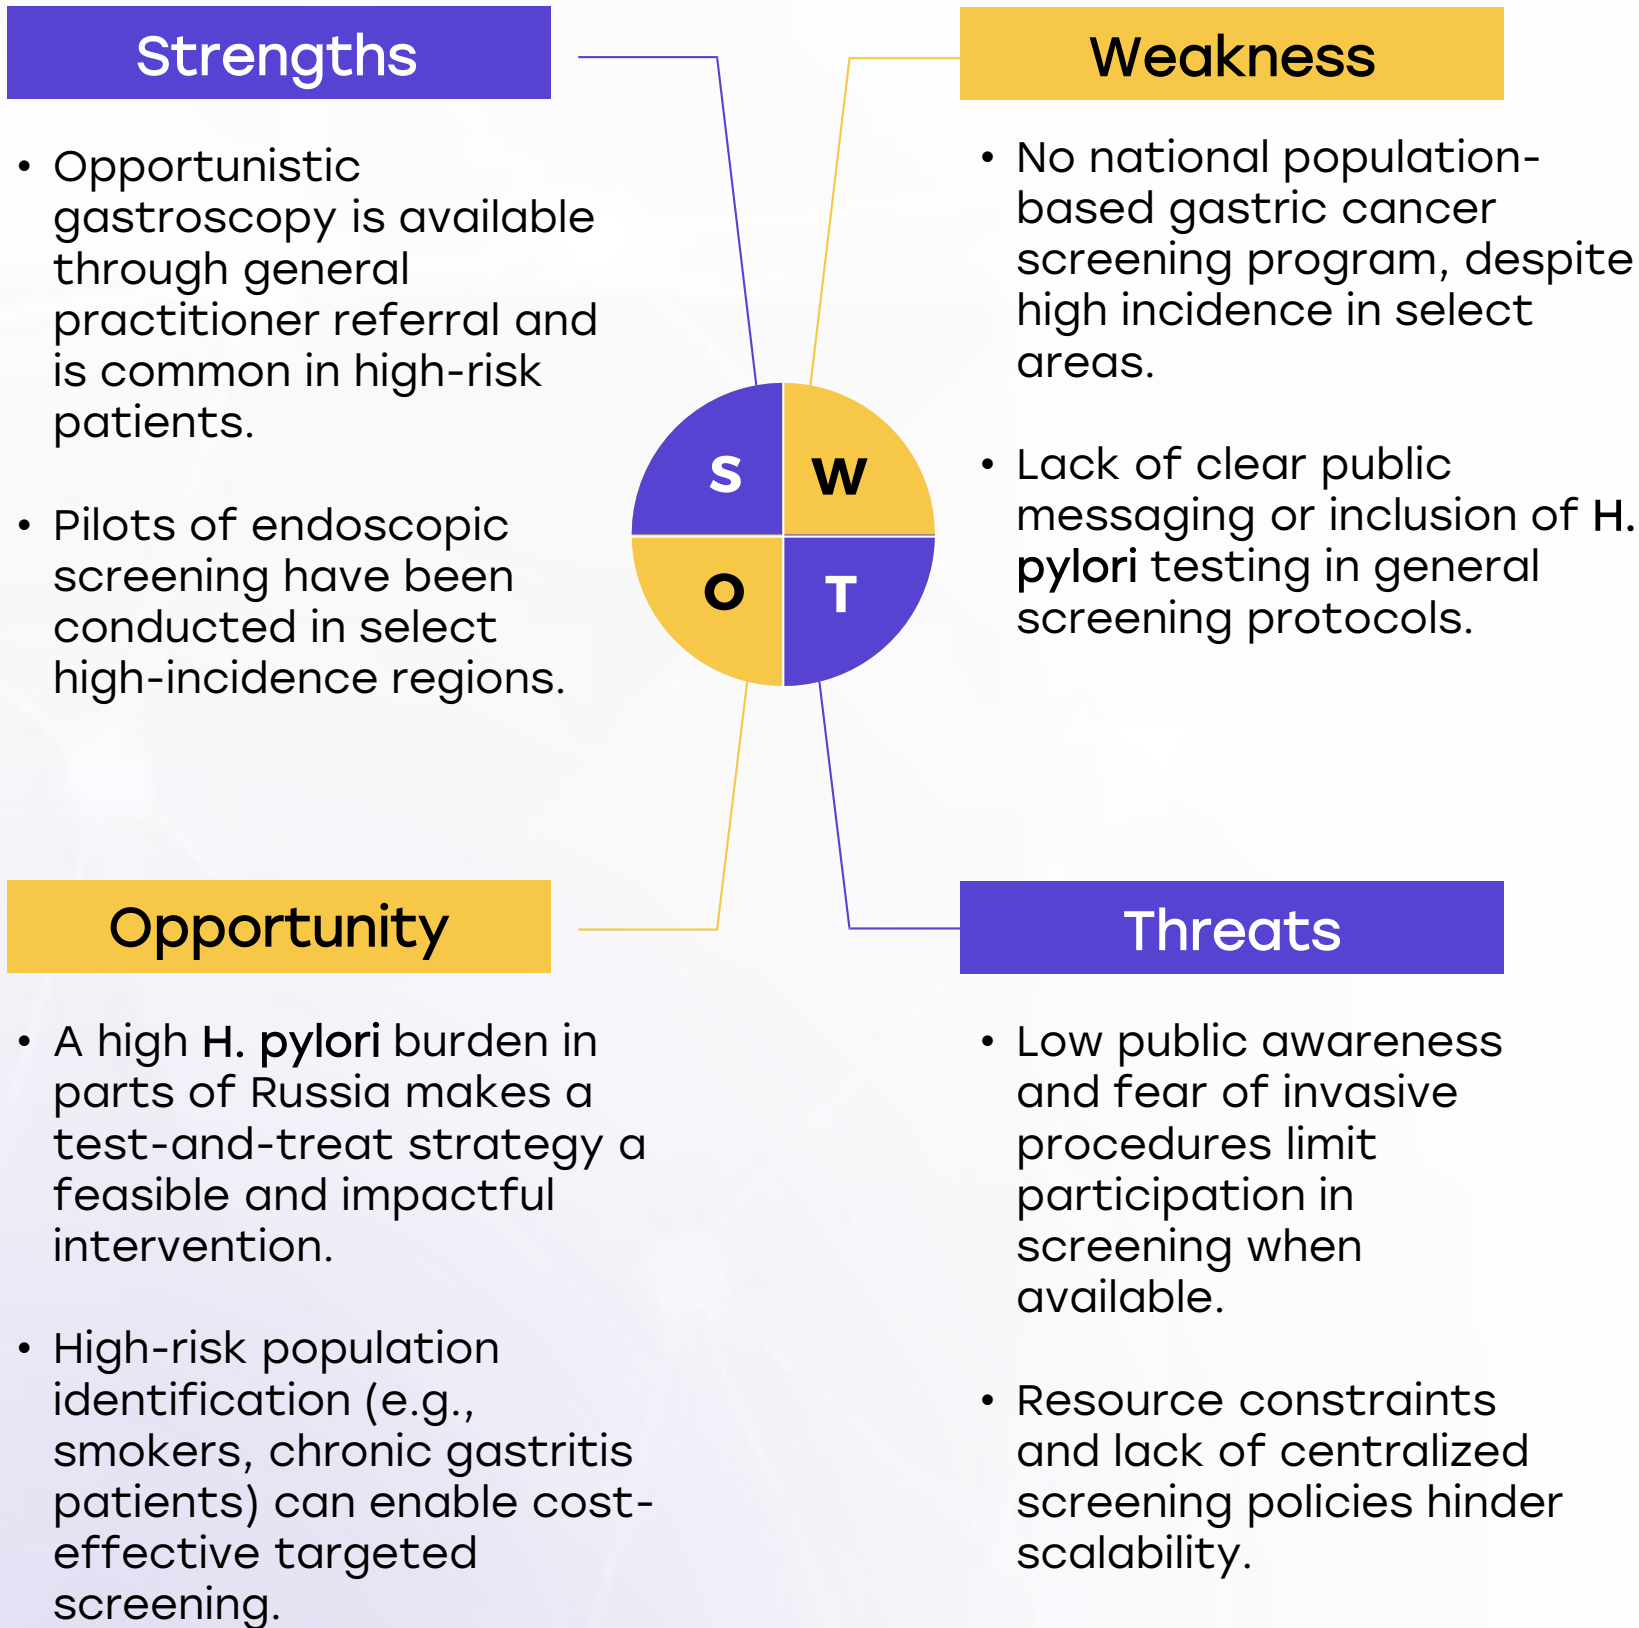 Strengths
• Opportunistic
gastroscopy is available
through general
practitioner referral and
is common in high-risk
patients.
• Pilots of endoscopic
screening have been
conducted in select
high-incidence regions.
Weakness
• No national population-
based gastric cancer
screening program, despite
high incidence in select
areas.
• Lack of clear public
messaging or inclusion of H.
pylori testing in general
screening protocols.
S
W
O
T
Opportunity
• A high H. pylori burden in
parts of Russia makes a
test-and-treat strategy a
feasible and impactful
intervention.
• High-risk population
identification (e.g.,
smokers, chronic gastritis
patients) can enable cost-
effective targeted
screening.
Threats
• Low public awareness
and fear of invasive
procedures limit
participation in
screening when
available.
• Resource constraints
and lack of centralized
screening policies hinder
scalability.